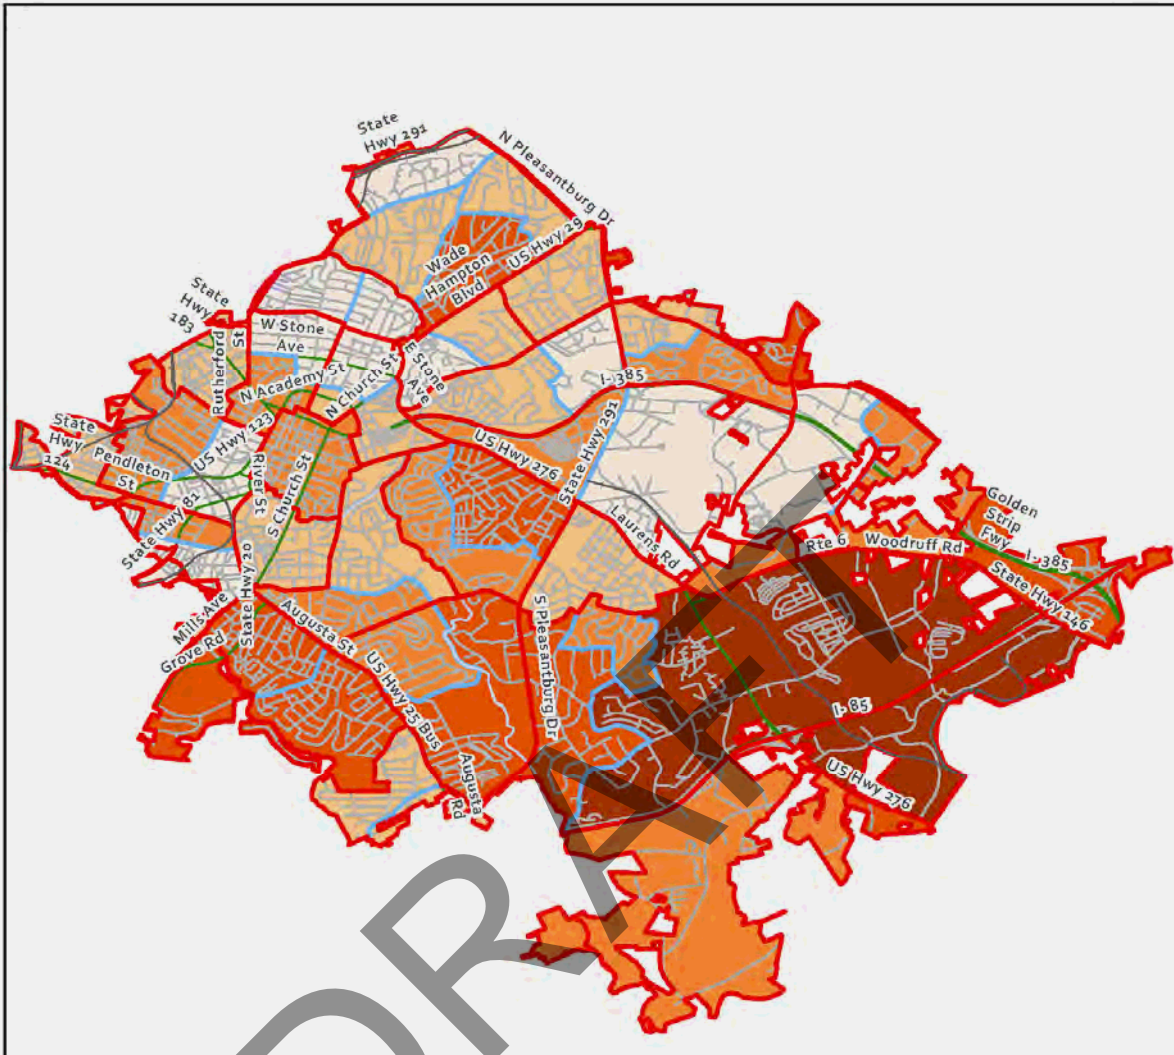 State
Hwy 291
N Pleasantburg Dr
US Hwy 29
Wade
Hampton
Blvd
State
Hwy
183
Rutherford
St
W Stone
Ave
N Academy St
N Church St
E Stone
Ave
I-385
State Hwy 291
US Hwy 276
US Hwy 123
State
Hwy
124
Pendleton
St
River St
S Church St
State Hwy 81
State Hwy 20
Laurens Rd
Golden
Strip
Fwy
I-385
Rte 6
Woodruff Rd
State Hwy 146
Mills Ave
Grove Rd
Augusta St
US Hwy 25 Bus
S Pleasantburg Dr
Augusta
Rd
I-85
US Hwy 276
DRAFT